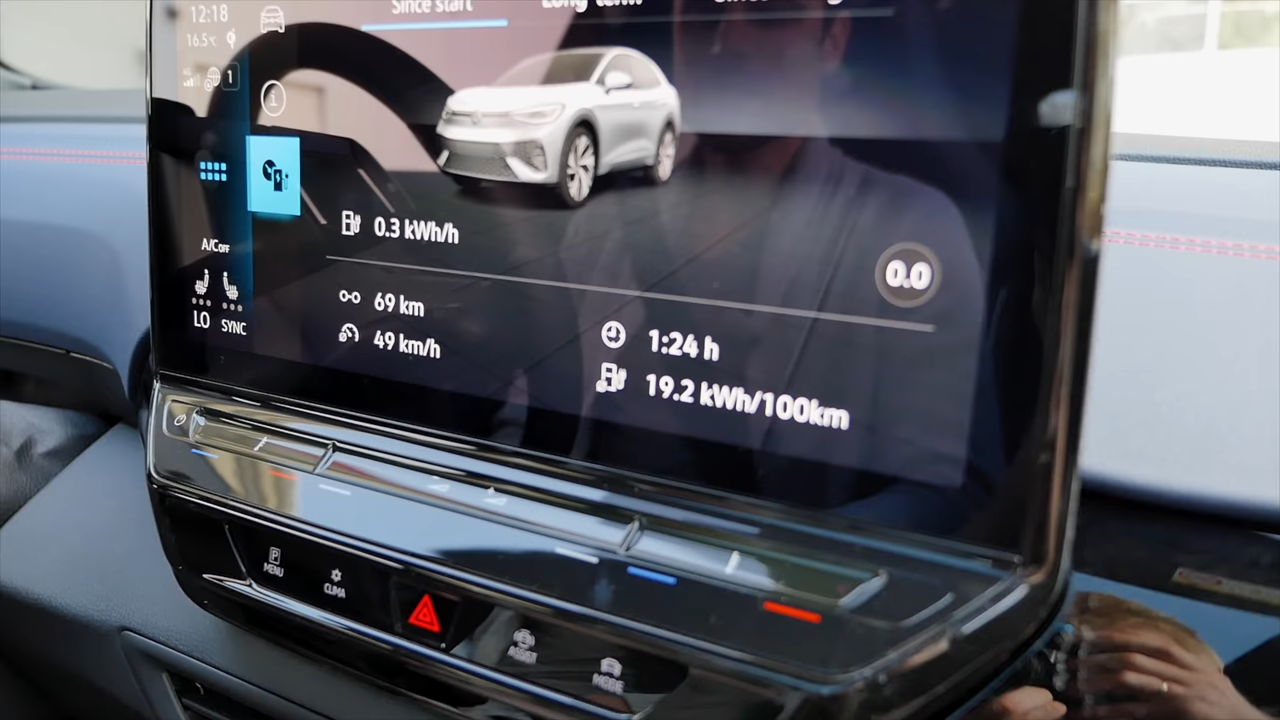 12:18
Since start
Long-term
16.5°C
1
i
0.3 kWh/h
0.0
A/C OFF
69 km
1:24 h
LO
SYNC
49 km/h
19.2 kWh/100km
P
MENU
CLIMA
ASSIST
MODE